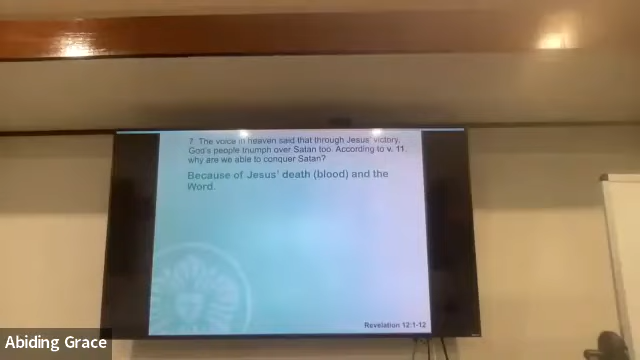 7. The voice in heaven said that through Jesus' victory,
God's people triumph over Satan too. According to v. 11,
why are we able to conquer Satan?
Because of Jesus' death (blood) and the
Word.
Revelation 12:1-12
Abiding Grace